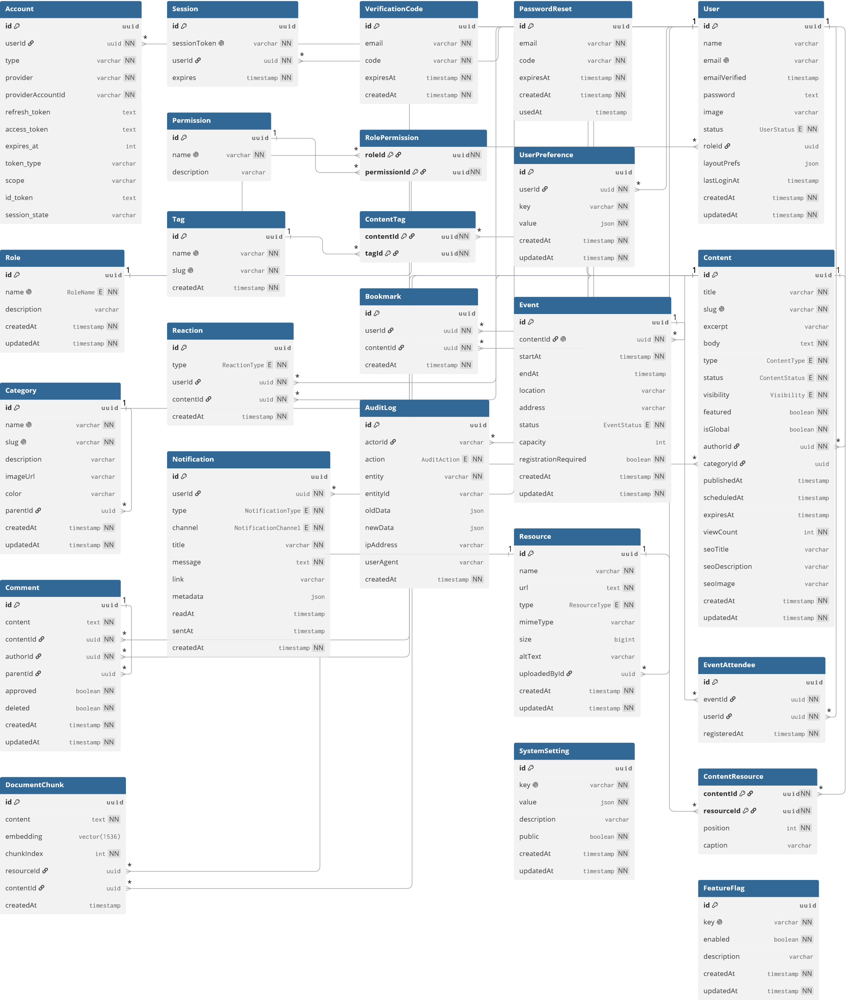 Account
id uuid
userId uuid NN
type varchar NN
provider varchar NN
providerAccountId varchar NN
refresh_token text
access_token text
expires_at int
token_type varchar
scope varchar
id_token text
session_state varchar
Session
id uuid
sessionToken varchar NN
userId uuid NN
expires timestamp NN
VerificationCode
id uuid
email varchar NN
code varchar NN
expiresAt timestamp NN
createdAt timestamp NN
PasswordReset
id uuid
email varchar NN
code varchar NN
expiresAt timestamp NN
createdAt timestamp NN
usedAt timestamp
User
id uuid
name varchar
email varchar
emailVerified timestamp
password text
image varchar
status UserStatus E NN
roleId uuid
layoutPrefs json
lastLoginAt timestamp
createdAt timestamp NN
updatedAt timestamp NN
Permission
id uuid
name varchar NN
description varchar
RolePermission
roleId uuid NN
permissionId uuid NN
UserPreference
id uuid
userId uuid NN
key varchar NN
value json NN
createdAt timestamp NN
updatedAt timestamp NN
Tag
id uuid
name varchar NN
slug varchar NN
createdAt timestamp NN
ContentTag
contentId uuid NN
tagId uuid NN
Role
id uuid
name RoleName E NN
description varchar
createdAt timestamp NN
updatedAt timestamp NN
Content
id uuid
title varchar NN
slug varchar NN
excerpt varchar
body text NN
type ContentType E NN
status ContentStatus E NN
visibility Visibility E NN
featured boolean NN
isGlobal boolean NN
authorId uuid NN
categoryId uuid
publishedAt timestamp
scheduledAt timestamp
expiresAt timestamp
viewCount int NN
seoTitle varchar
seoDescription varchar
seoImage varchar
createdAt timestamp NN
updatedAt timestamp NN
Bookmark
id uuid
userId uuid NN
contentId uuid NN
createdAt timestamp NN
Event
id uuid
contentId uuid NN
startAt timestamp NN
endAt timestamp
location varchar
address varchar
status EventStatus E NN
capacity int
registrationRequired boolean NN
createdAt timestamp NN
updatedAt timestamp NN
Reaction
id uuid
type ReactionType E NN
userId uuid NN
contentId uuid NN
createdAt timestamp NN
Category
id uuid
name varchar NN
slug varchar NN
description varchar
imageUrl varchar
color varchar
parentId uuid
createdAt timestamp NN
updatedAt timestamp NN
AuditLog
id uuid
actorId varchar
action AuditAction E NN
entity varchar NN
entityId varchar
oldData json
newData json
ipAddress varchar
userAgent varchar
createdAt timestamp NN
Notification
id uuid
userId uuid NN
type NotificationType E NN
channel NotificationChannel E NN
title varchar NN
message text NN
link varchar
metadata json
readAt timestamp
sentAt timestamp
createdAt timestamp NN
Resource
id uuid
name varchar NN
url text NN
type ResourceType E NN
mimeType varchar
size bigint
altText varchar
uploadedById uuid
createdAt timestamp NN
updatedAt timestamp NN
Comment
id uuid
content text NN
contentId uuid NN
authorId uuid NN
parentId uuid
approved boolean NN
deleted boolean NN
createdAt timestamp NN
updatedAt timestamp NN
EventAttendee
id uuid
eventId uuid NN
userId uuid NN
registeredAt timestamp NN
SystemSetting
id uuid
key varchar NN
value json NN
description varchar
public boolean NN
createdAt timestamp NN
updatedAt timestamp NN
ContentResource
contentId uuid NN
resourceId uuid NN
position int NN
caption varchar
DocumentChunk
id uuid
content text NN
embedding vector(1536)
chunkIndex int NN
resourceId uuid
contentId uuid
createdAt timestamp
FeatureFlag
id uuid
key varchar NN
enabled boolean NN
description varchar
createdAt timestamp NN
updatedAt timestamp NN